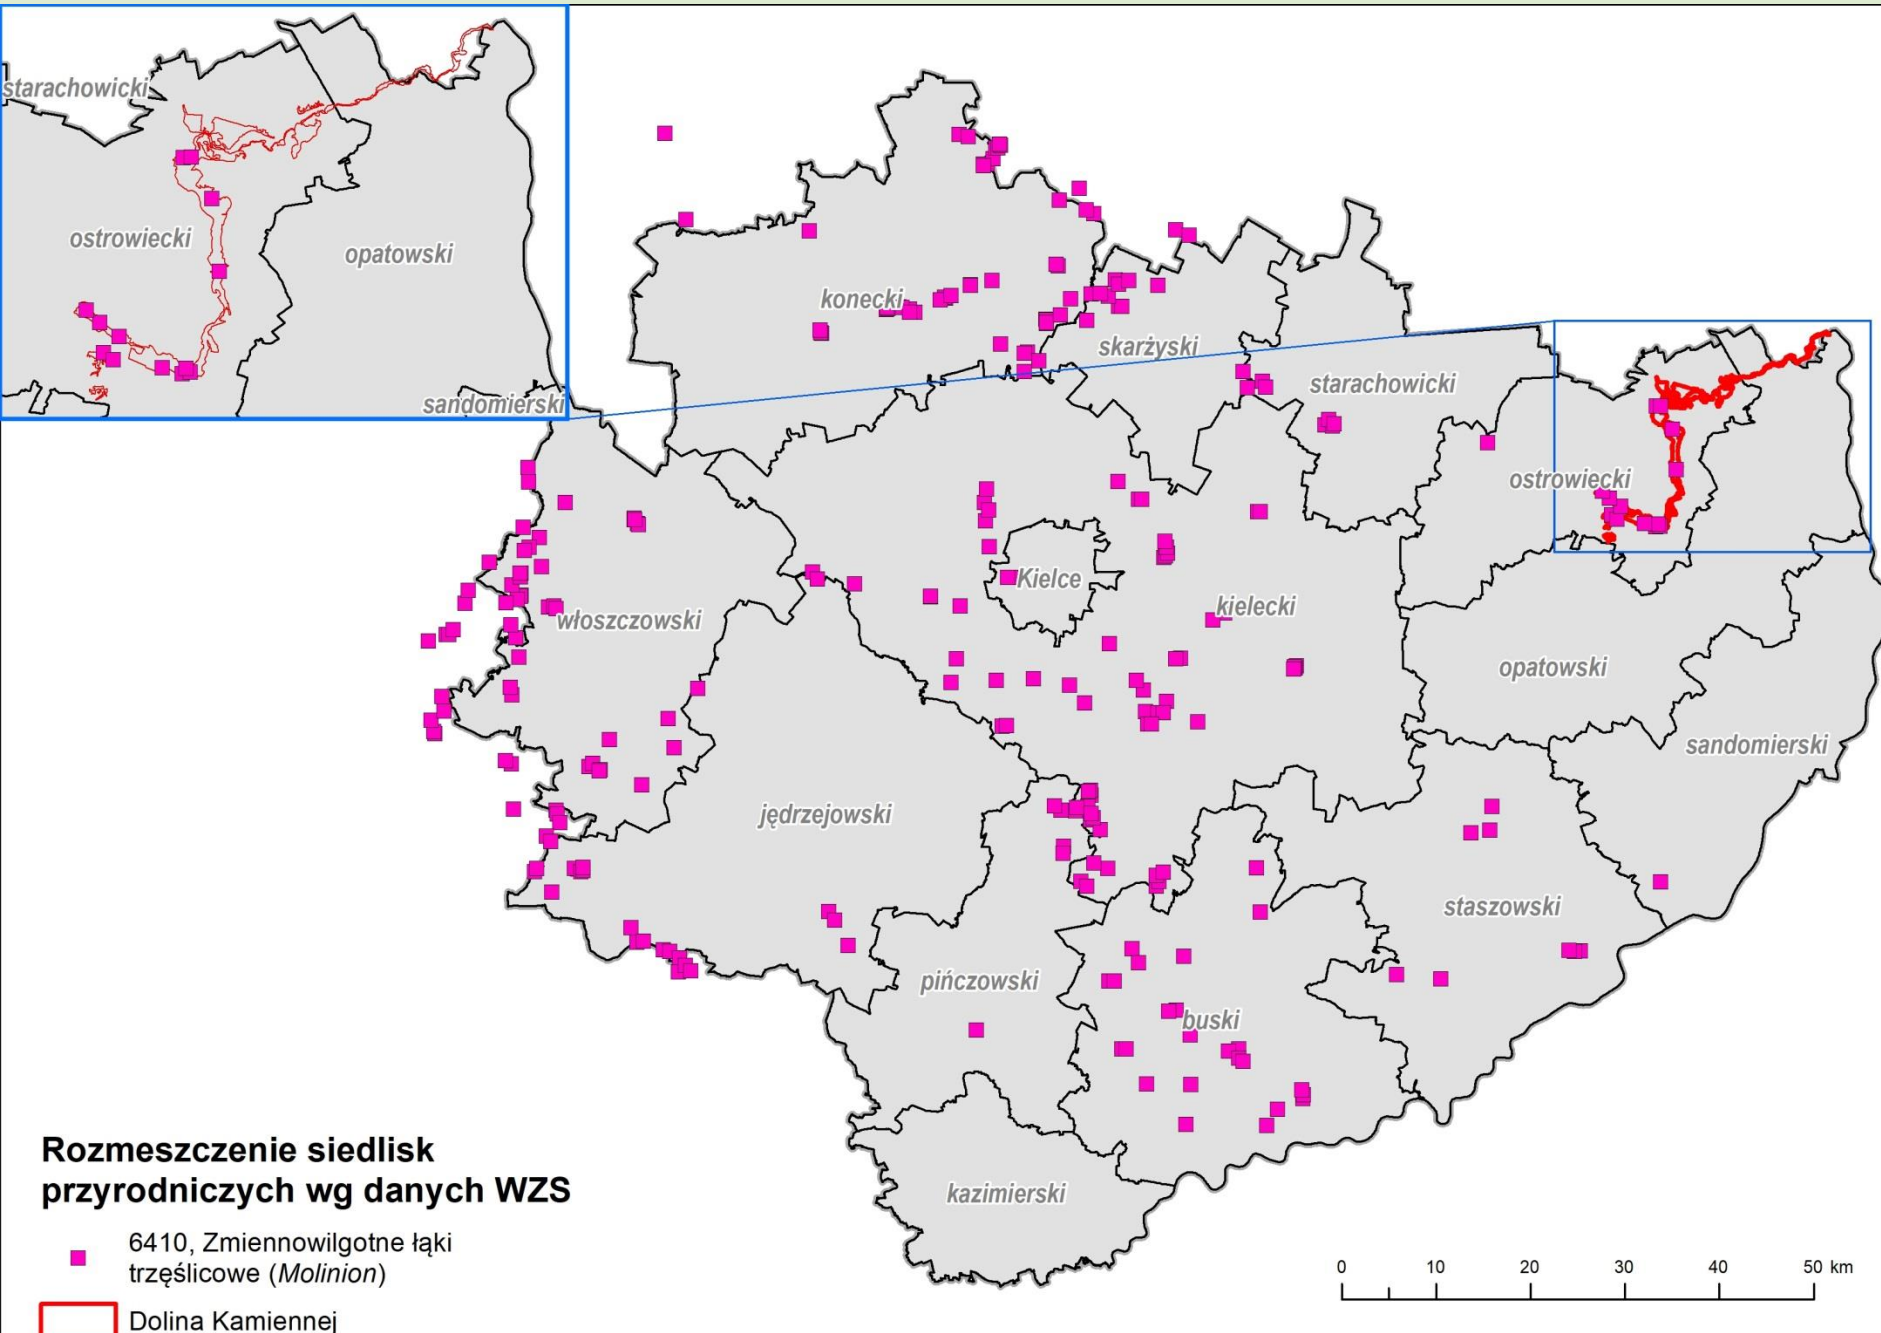 starachowicki
ostrowiecki
opatowski
sandomierski
konecki
skarżyski
starachowicki
ostrowiecki
Kielce
kielecki
włoszczowski
opatowski
sandomierski
jędrzejowski
staszowski
pińczowski
buski
kazimierski
Rozmeszczenie siedlisk
przyrodniczych wg danych WZS
6410, Zmiennowilgotne łąki
trzęślicowe (Molinion)
Dolina Kamiennej
0 10 20 30 40 50 km